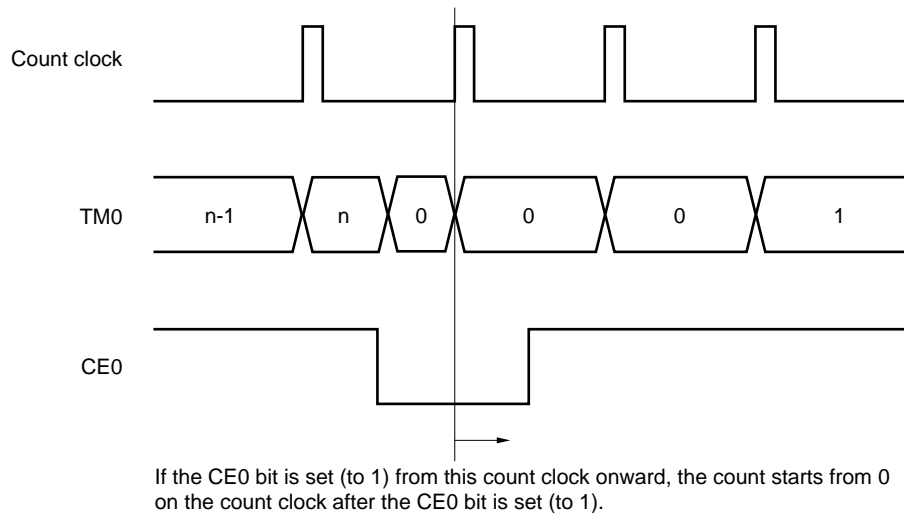 Count clock
TM0
n-1
n
0
0
0
1
CE0
If the CE0 bit is set (to 1) from this count clock onward, the count starts from 0
on the count clock after the CE0 bit is set (to 1).